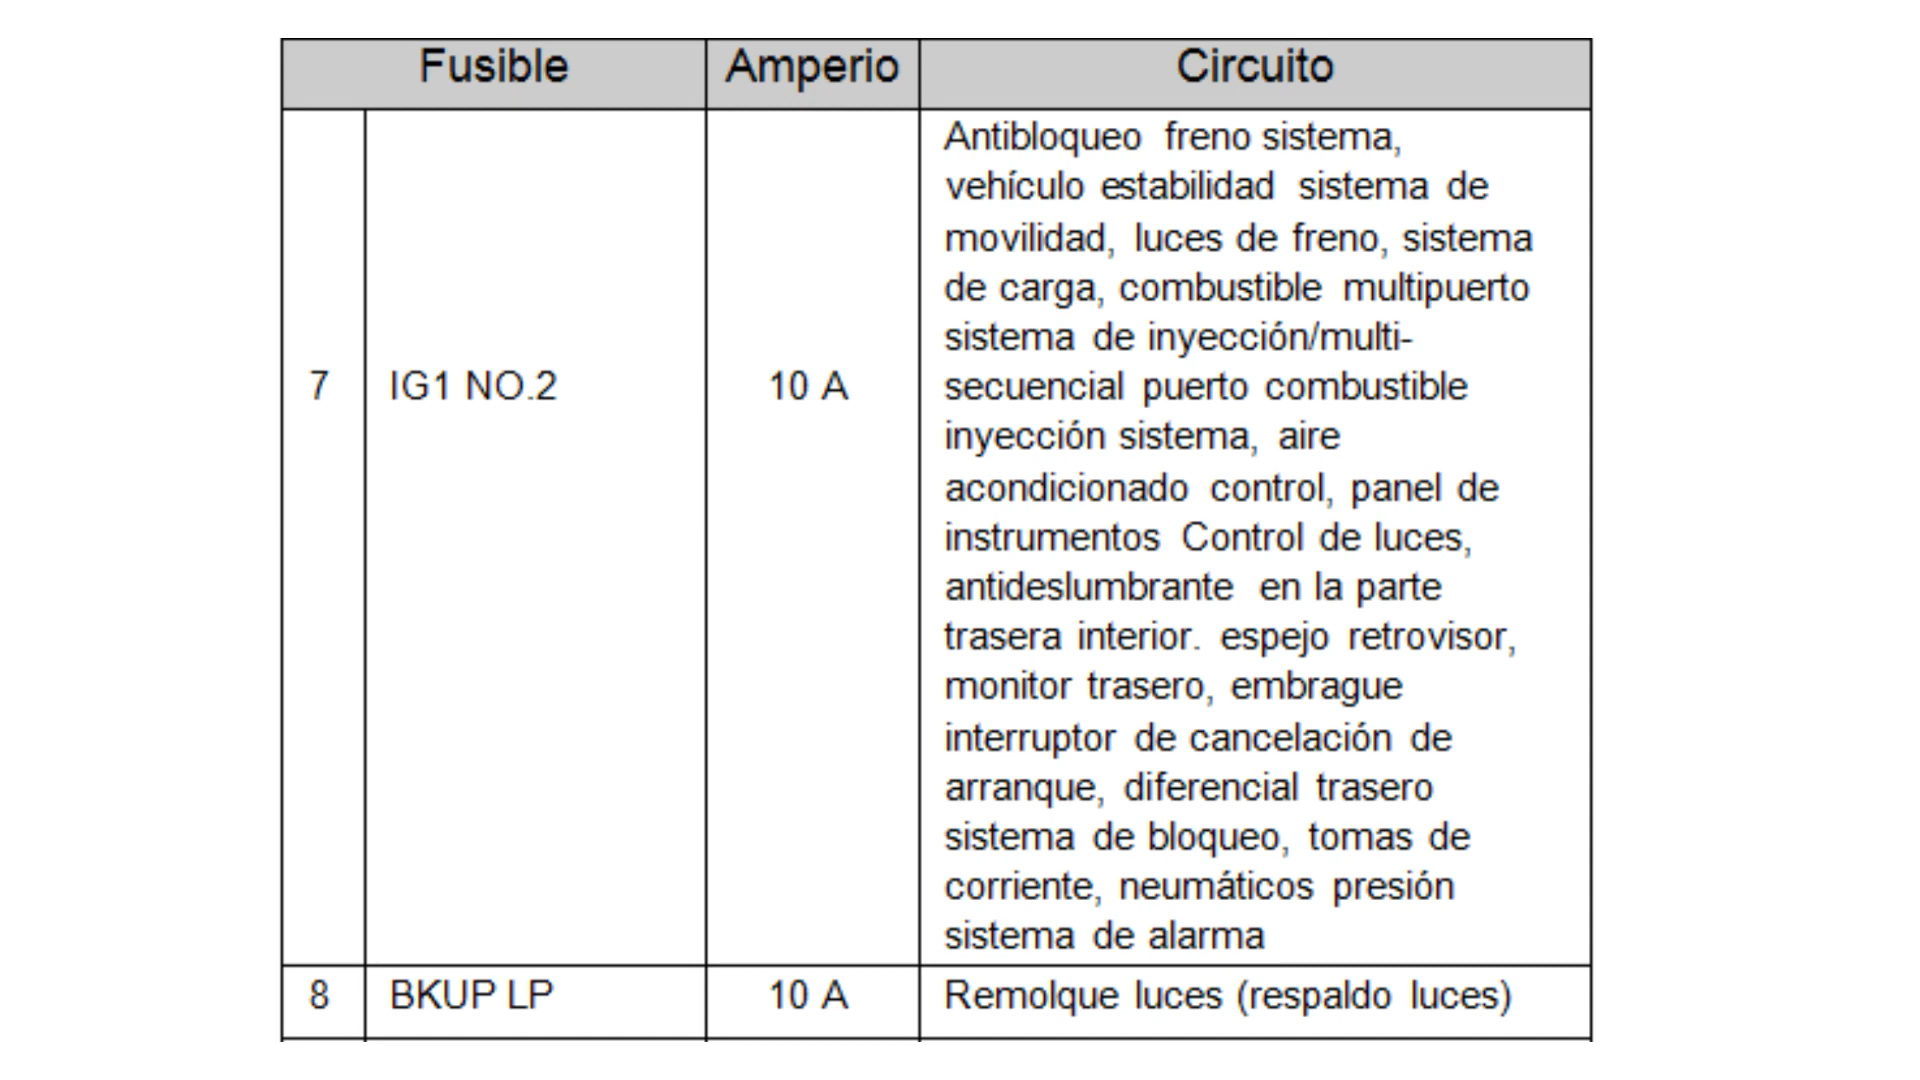 Fusible Amperio Circuito
Antibloqueo freno sistema,
vehículo estabilidad sistema de
movilidad, luces de freno, sistema
de carga, combustible multipuerto
sistema de inyección/multi-
7 IG1 NO.2 10 A secuencial puerto combustible
inyección sistema, aire
acondicionado control, panel de
instrumentos Control de luces,
antideslumbrante en la parte
trasera interior. espejo retrovisor,
monitor trasero, embrague
interruptor de cancelación de
arranque, diferencial trasero
sistema de bloqueo, tomas de
corriente, neumáticos presión
sistema de alarma
8 BKUP LP 10 A Remolque luces (respaldo luces)